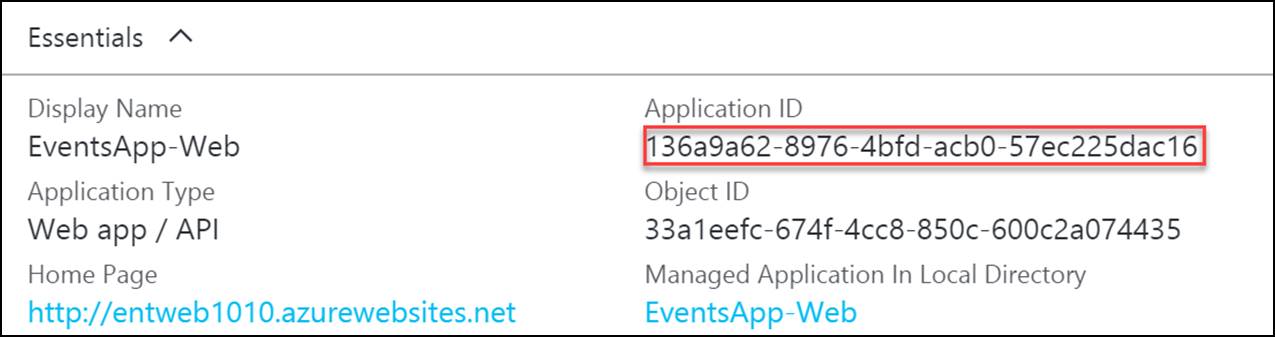 Essentials
Display Name
EventsApp-Web
Application Type
Web app / API
Home Page
http://entweb1010.azurewebsites.net
Application ID
136a9a62-8976-4bfd-acb0-57ec225dac16
Object ID
33a1eefc-674f-4cc8-850c-600c2a074435
Managed Application In Local Directory
EventsApp-Web